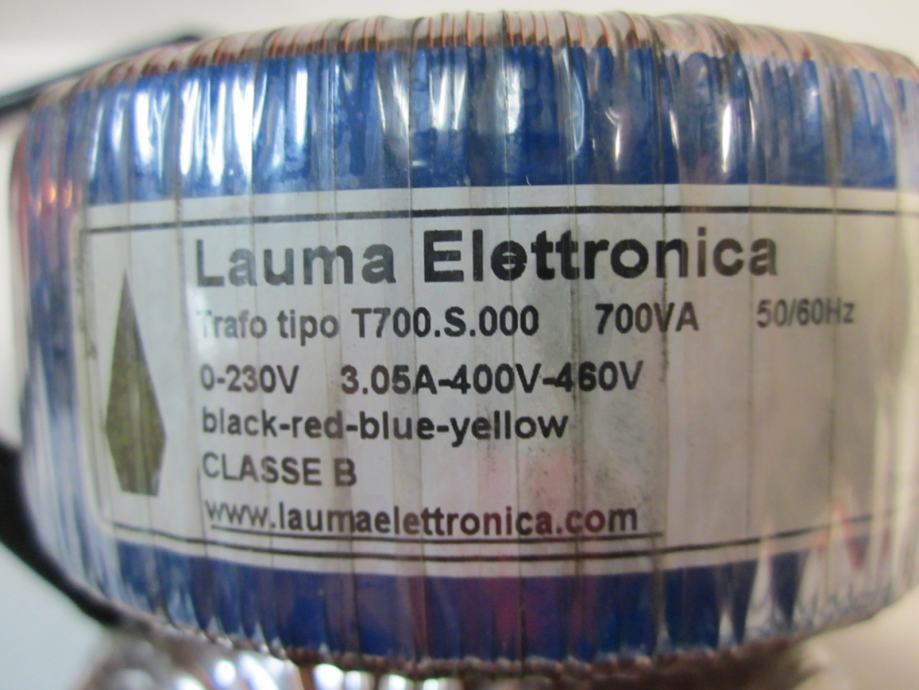 Lauma Elettronica
Trafo tipo T700.S.000 700VA 50/60Hz
0-230V 3.05A-400V-460V
black-red-blue-yellow
CLASSE B
www.laumaelettronica.com